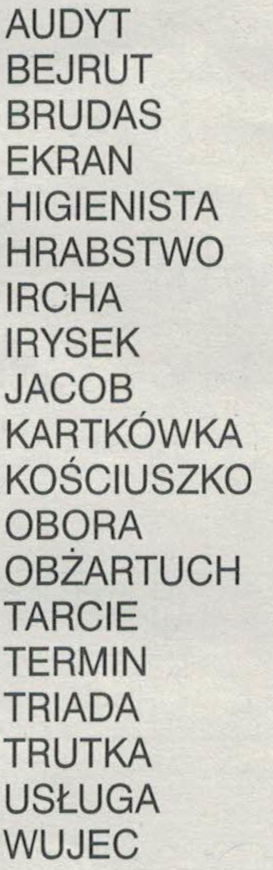 AUDYT
BEJRUT
BRUDAS
EKRAN
HIGIENISTA
HRABSTWO
IRCHA
IRYSEK
JACOB
KARTKÓWKA
KOŚCIUSZKO
OBORA
OBŻARTUCH
TARCIE
TERMIN
TRIADA
TRUTKA
USŁUGA
WUJEC